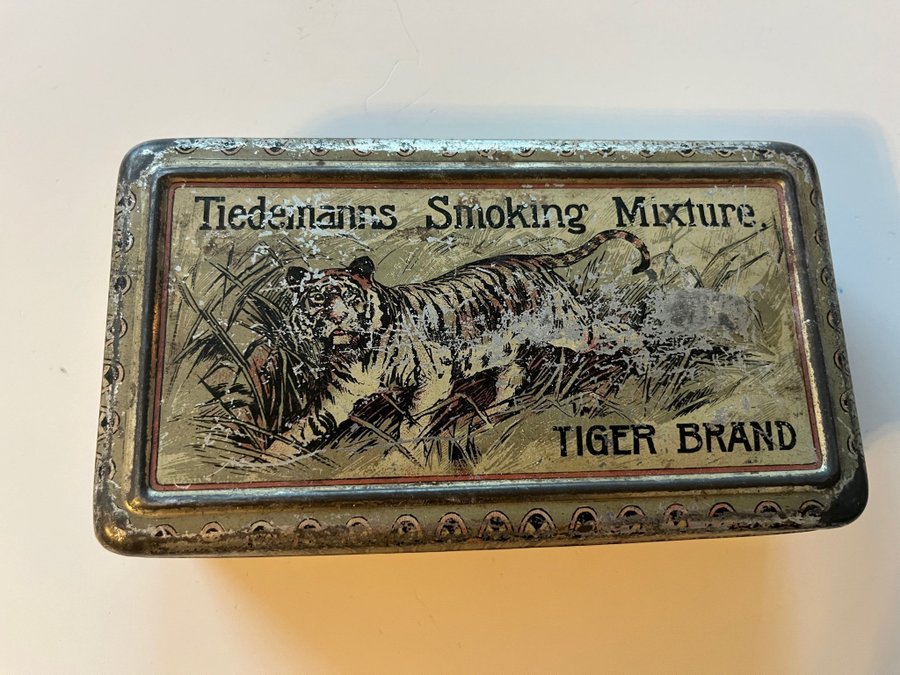 Tiedemanns Smoking Mixture.
TIGER BRAND